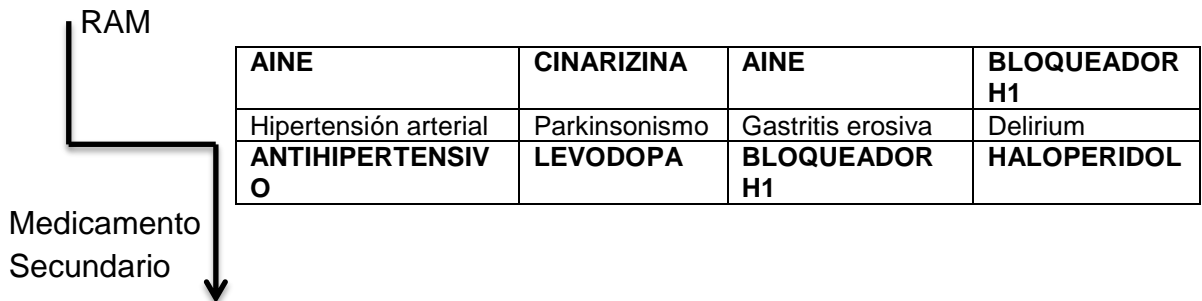 RAM
AINE CINARIZINA AINE BLOQUEADOR
H1
Hipertensión arterial Parkinsonismo Gastritis erosiva Delirium
ANTIHIPERTENSIV LEVODOPA BLOQUEADOR HALOPERIDOL
O H1
Medicamento
Secundario